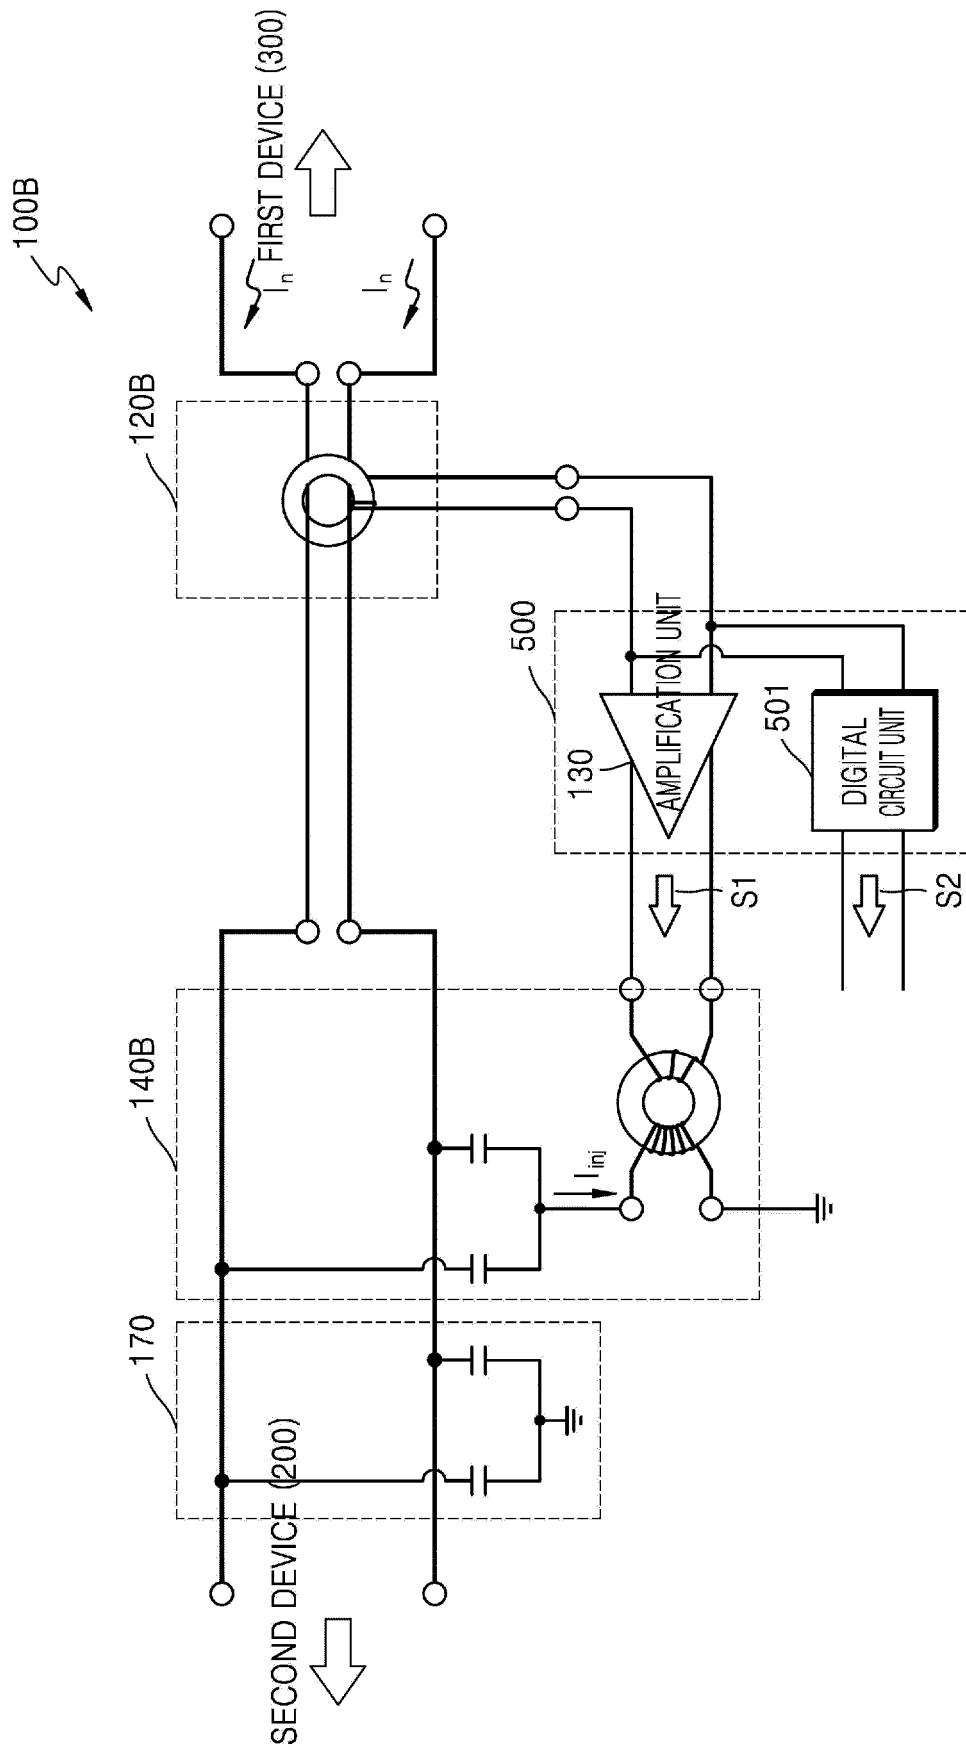 100B
FIRST DEVICE (300)
In
In
120B
500
AMPLIFICATION UNIT
130
501
DIGITAL
CIRCUIT UNIT
S1
S2
140B
Iinj
170
SECOND DEVICE (200)